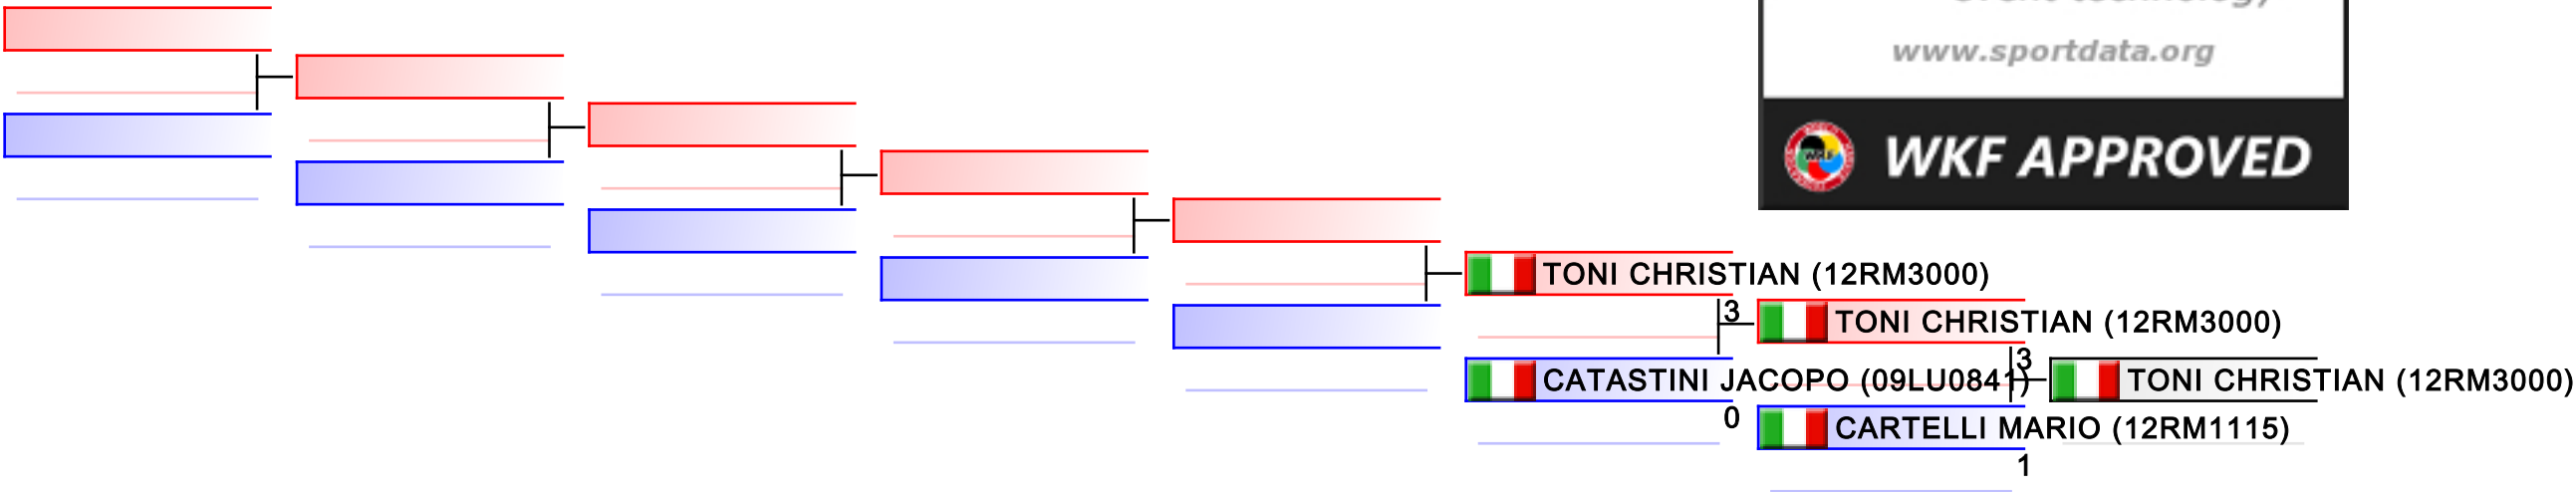 www.sportdata.org
WKF APPROVED
TONI CHRISTIAN (12RM3000)
3
TONI CHRISTIAN (12RM3000)
3
CATASTINI JACOPO (09LU0841)
TONI CHRISTIAN (12RM3000)
0
CARTELLI MARIO (12RM1115)
1